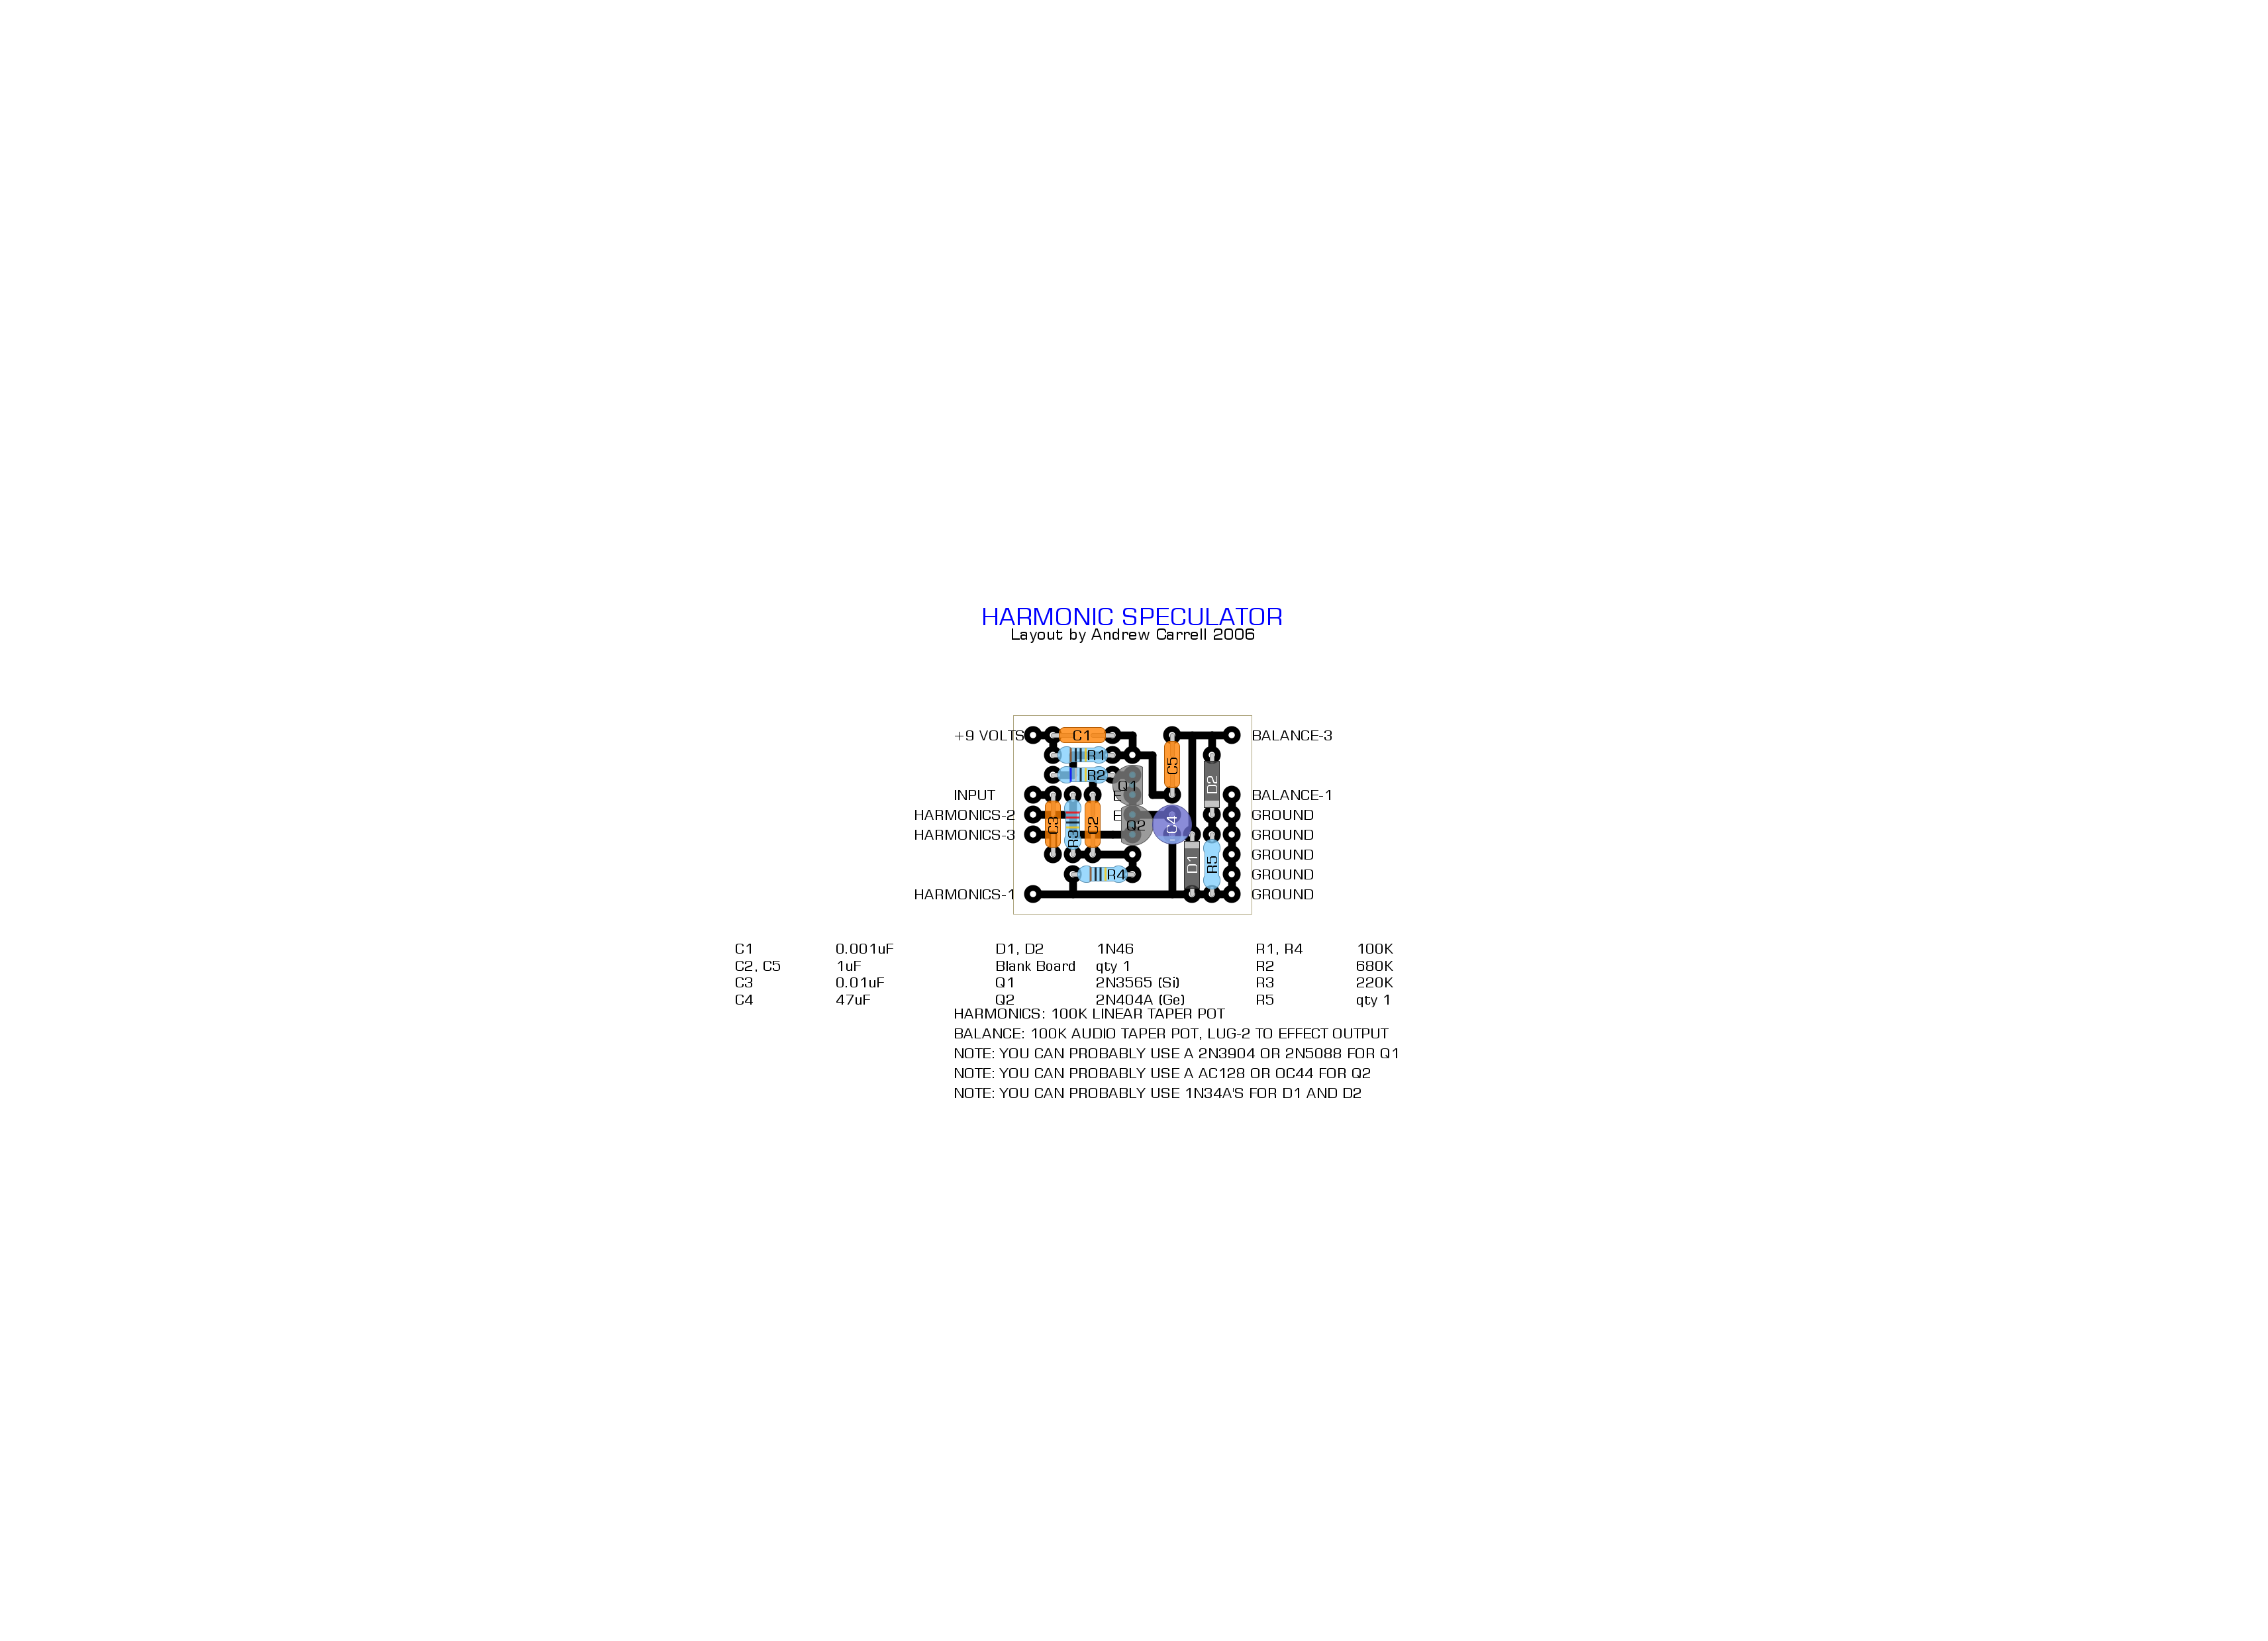 HARMONIC SPECULATOR
Layout by Andrew Carrell 2006
+9 VOLTS C1 BALANCE-3
R1
C5
R2
D2
Q1
INPUT E BALANCE-1
HARMONICS-2 E GROUND
C3 C2 Q2 C4
HARMONICS-3 R3 GROUND
GROUND
D1 R5
R4 GROUND
HARMONICS-1 GROUND
C1 0.001uF D1, D2 1N46 R1, R4 100K
C2, C5 1uF Blank Board qty 1 R2 680K
C3 0.01uF Q1 2N3565 (Si) R3 220K
C4 47uF Q2 2N404A (Ge) R5 qty 1
HARMONICS: 100K LINEAR TAPER POT
BALANCE: 100K AUDIO TAPER POT, LUG-2 TO EFFECT OUTPUT
NOTE: YOU CAN PROBABLY USE A 2N3904 OR 2N5088 FOR Q1
NOTE: YOU CAN PROBABLY USE A AC128 OR OC44 FOR Q2
NOTE: YOU CAN PROBABLY USE 1N34A'S FOR D1 AND D2